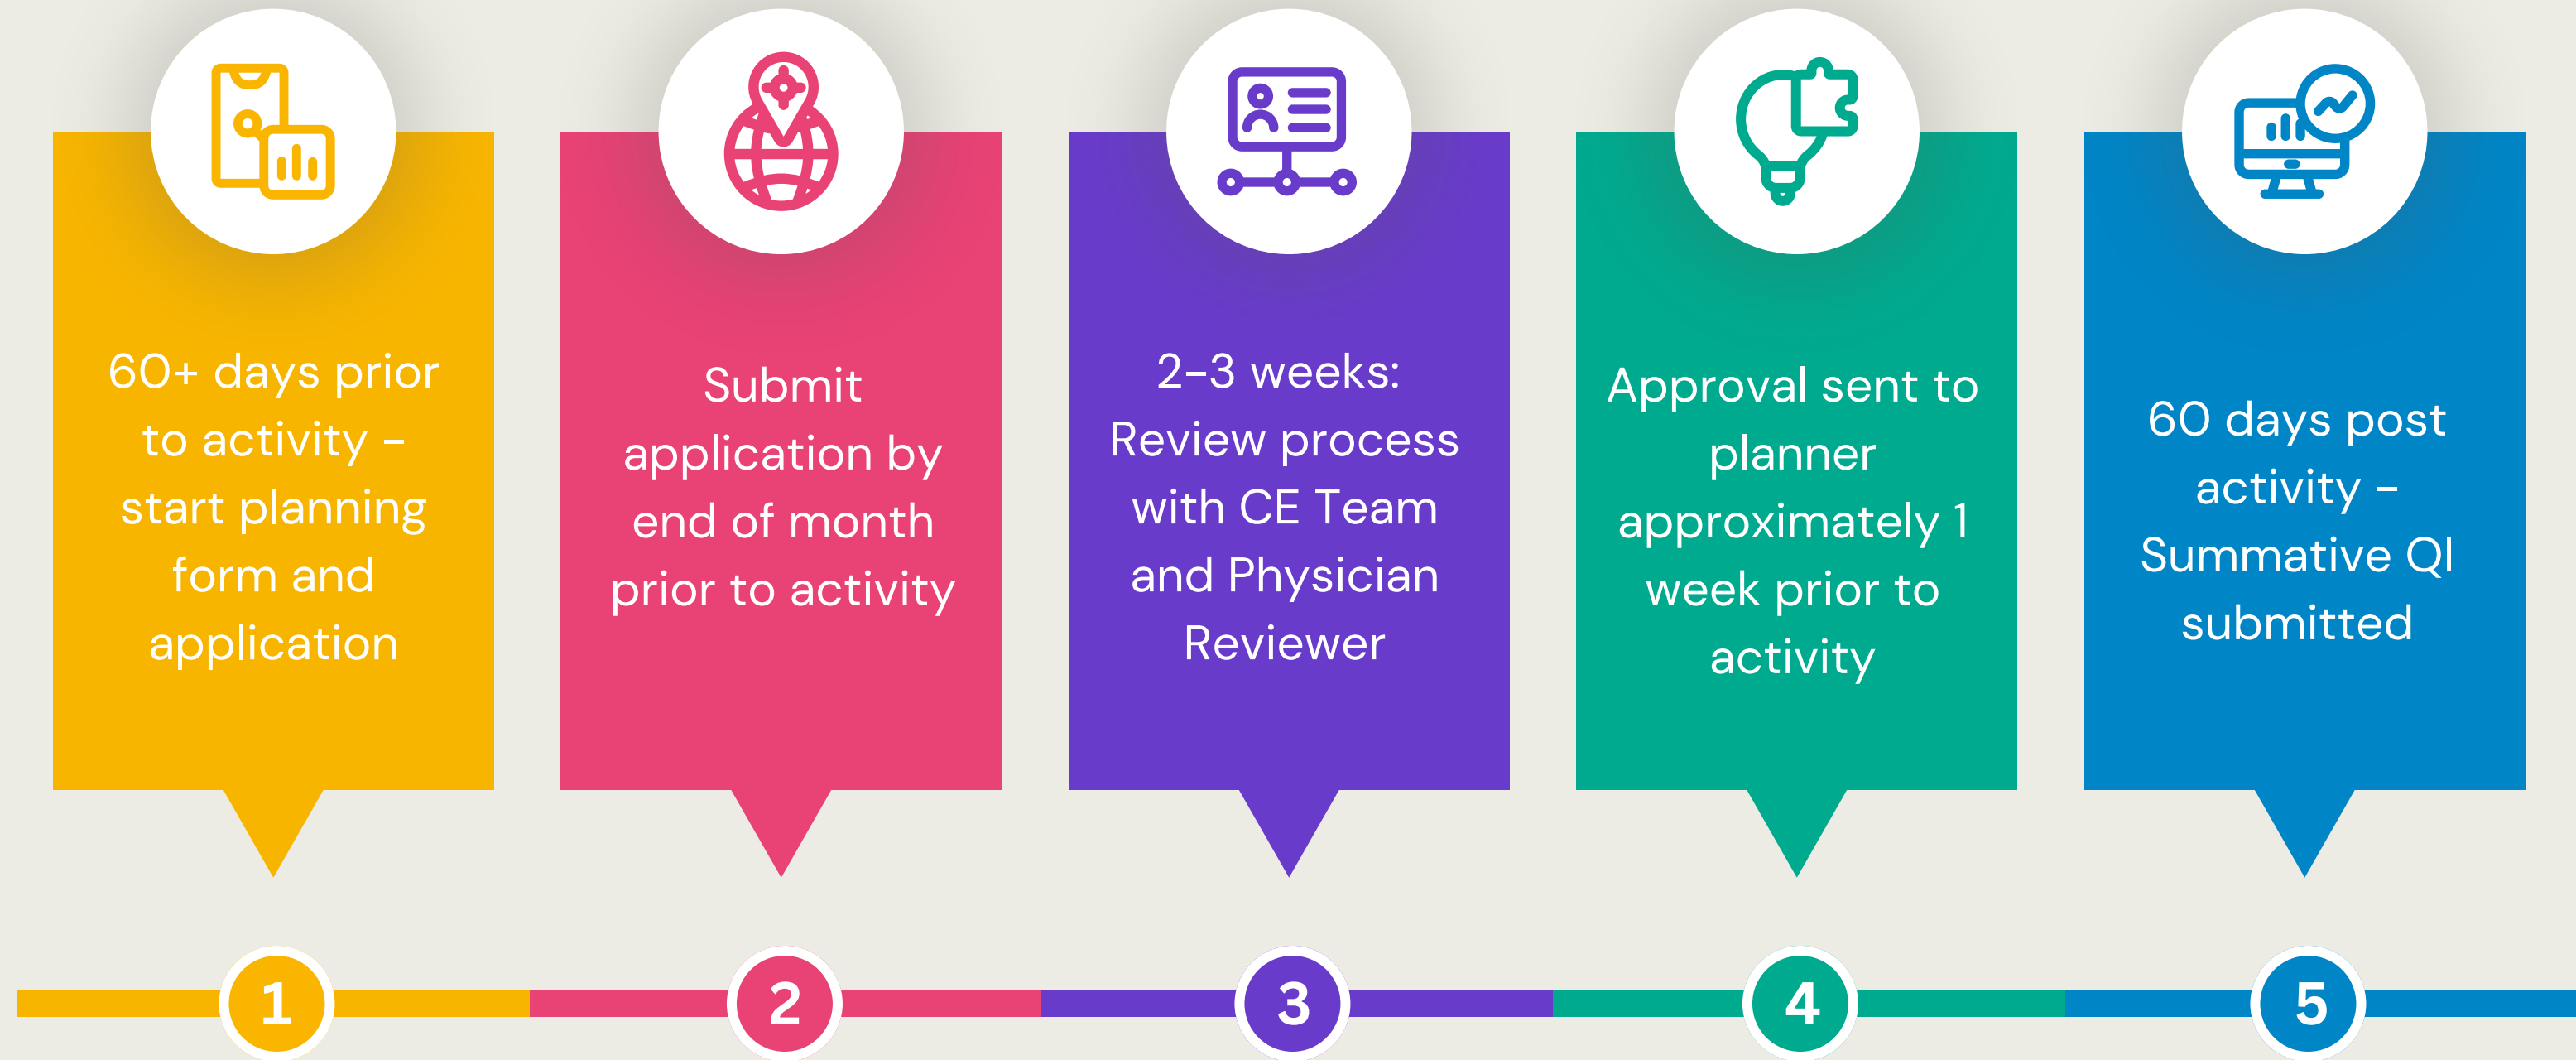 60+ days prior
to activity -
start planning
form and
application
Submit
application by
end of month
prior to activity
2-3 weeks:
Review process
with CE Team
and Physician
Reviewer
Approval sent to
planner
approximately 1
week prior to
activity
60 days post
activity -
Summative QI
submitted
1
2
3
4
5